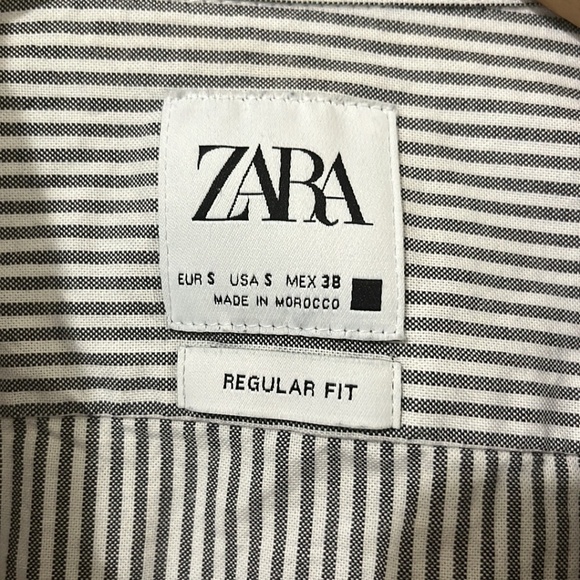 ZARA
EUR S USA S MEX 38
MADE IN MOROCCO
REGULAR FIT